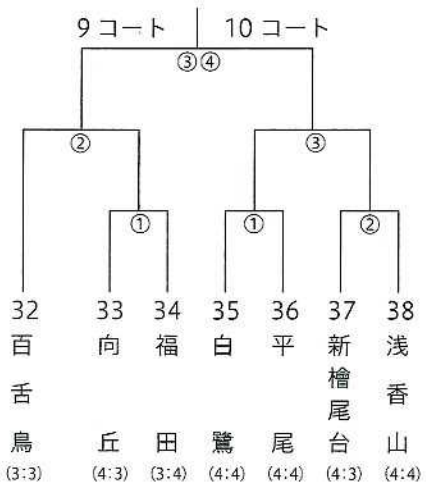 9コート 10コート
③④
② ③
① ① ②
32 33 34 35 36 37 38
百舌鳥 向丘 福田 白鷺 平尾 新檜尾台 浅香山
(3:3) (4:3) (3:4) (4:4) (4:4) (4:3) (4:4)